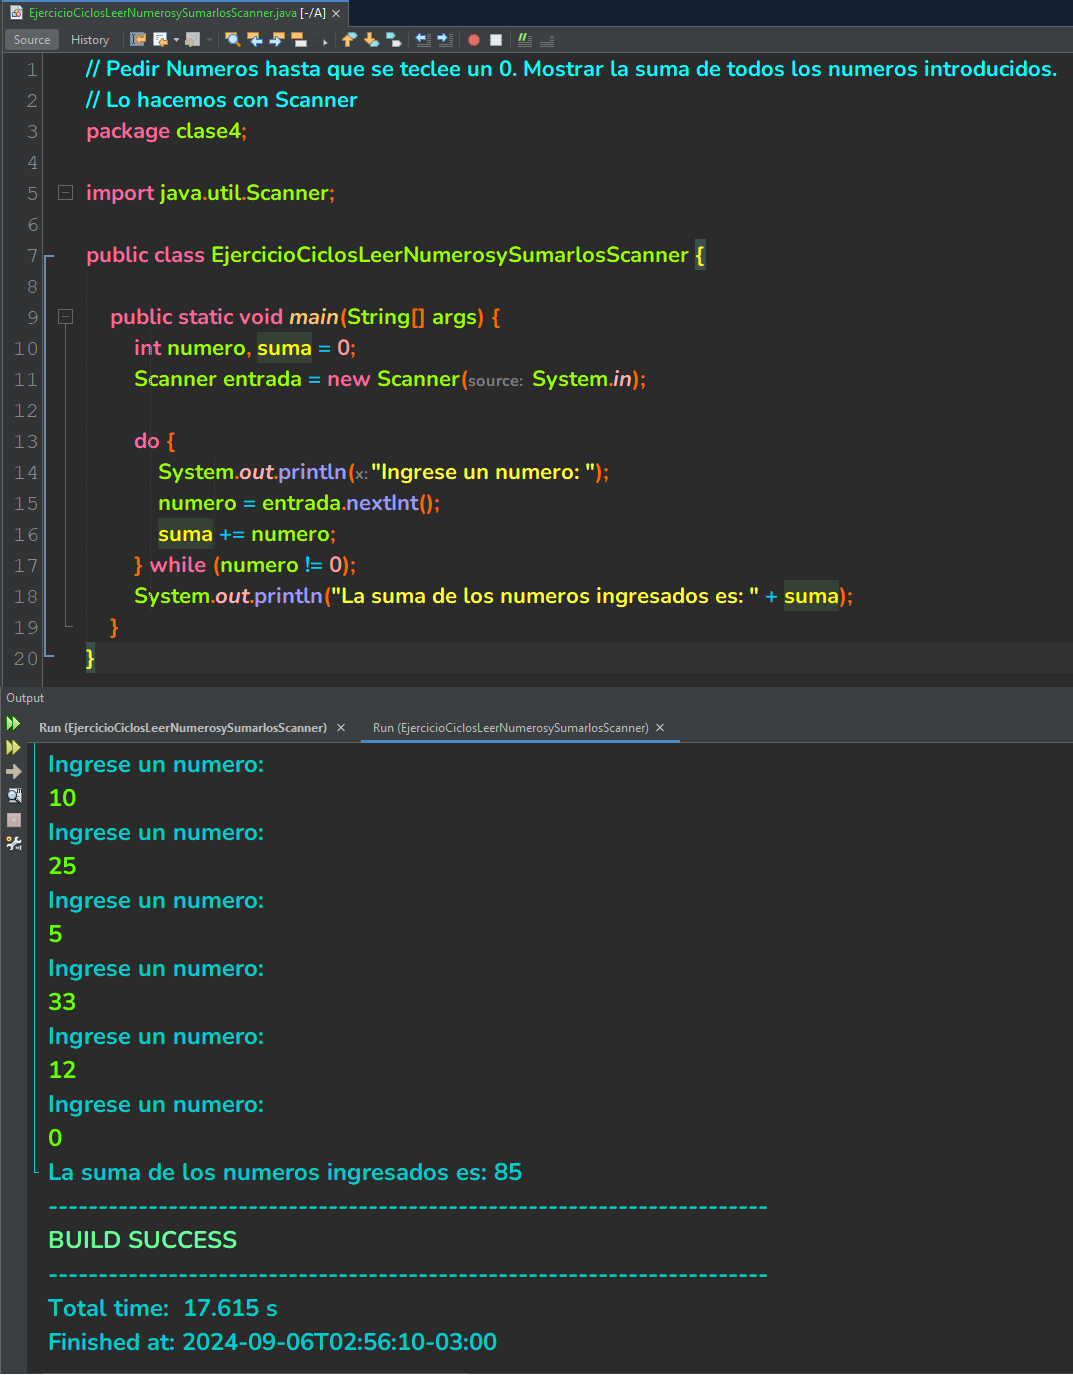 EjercicioCiclosLeerNumerosySumarlosScanner.java [-/A] ×
Source History
1 // Pedir Numeros hasta que se teclee un 0. Mostrar la suma de todos los numeros introducidos.
2 // Lo hacemos con Scanner
3 package clase4;
4
5 import java.util.Scanner;
6
7 public class EjercicioCiclosLeerNumerosySumarlosScanner {
8
9 public static void main(String[] args) {
10 int numero, suma = 0;
11 Scanner entrada = new Scanner(source: System.in);
12
13 do {
14 System.out.println(x: "Ingrese un numero: ");
15 numero = entrada.nextInt();
16 suma += numero;
17 } while (numero != 0);
18 System.out.println("La suma de los numeros ingresados es: " + suma);
19 }
20 }
Output
Run (EjercicioCiclosLeerNumerosySumarlosScanner) × Run (EjercicioCiclosLeerNumerosySumarlosScanner) ×
Ingrese un numero:
10
Ingrese un numero:
25
Ingrese un numero:
5
Ingrese un numero:
33
Ingrese un numero:
12
Ingrese un numero:
0
La suma de los numeros ingresados es: 85
------------------------------------------------------------------------
BUILD SUCCESS
------------------------------------------------------------------------
Total time:  17.615 s
Finished at: 2024-09-06T02:56:10-03:00